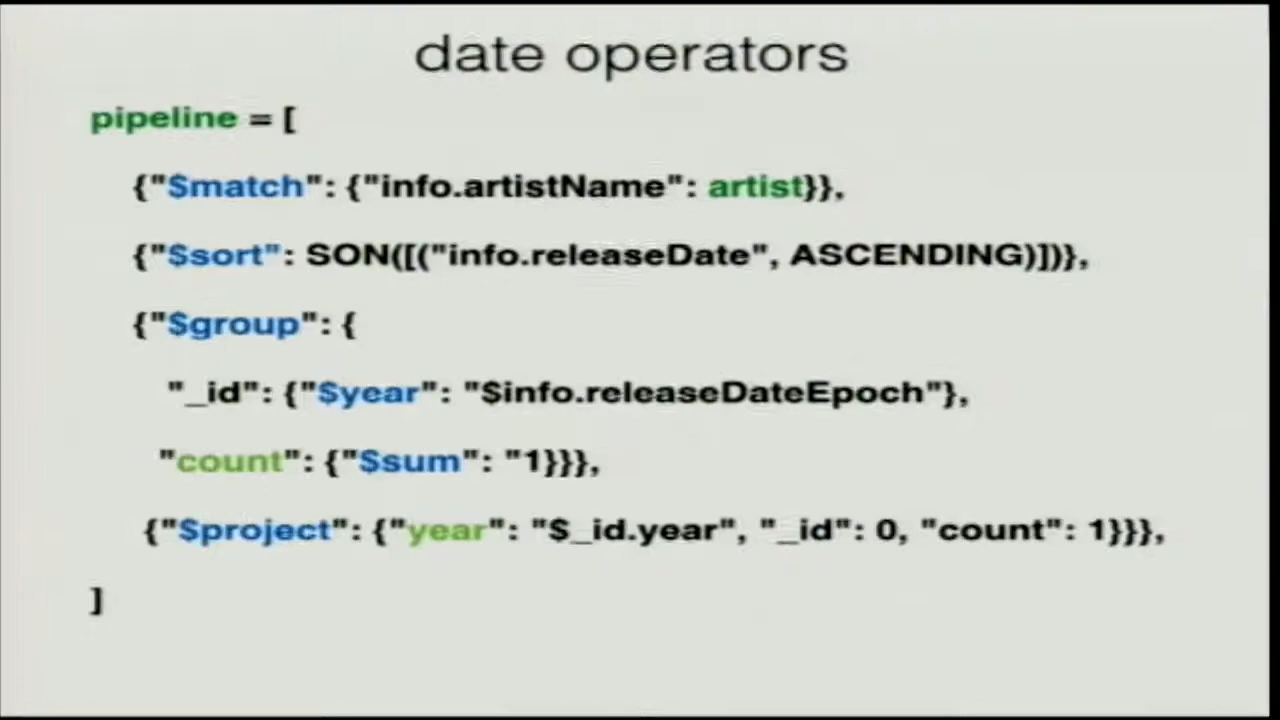 date operators
pipeline = [
{"$match": {"info.artistName": artist}},
{"$sort": SON([("info.releaseDate", ASCENDING)])},
{"$group": {
"_id": {"$year": "$info.releaseDateEpoch"},
"count": {"$sum": "1}}},
{"$project": {"year": "$_id.year", "_id": 0, "count": 1}}},
]